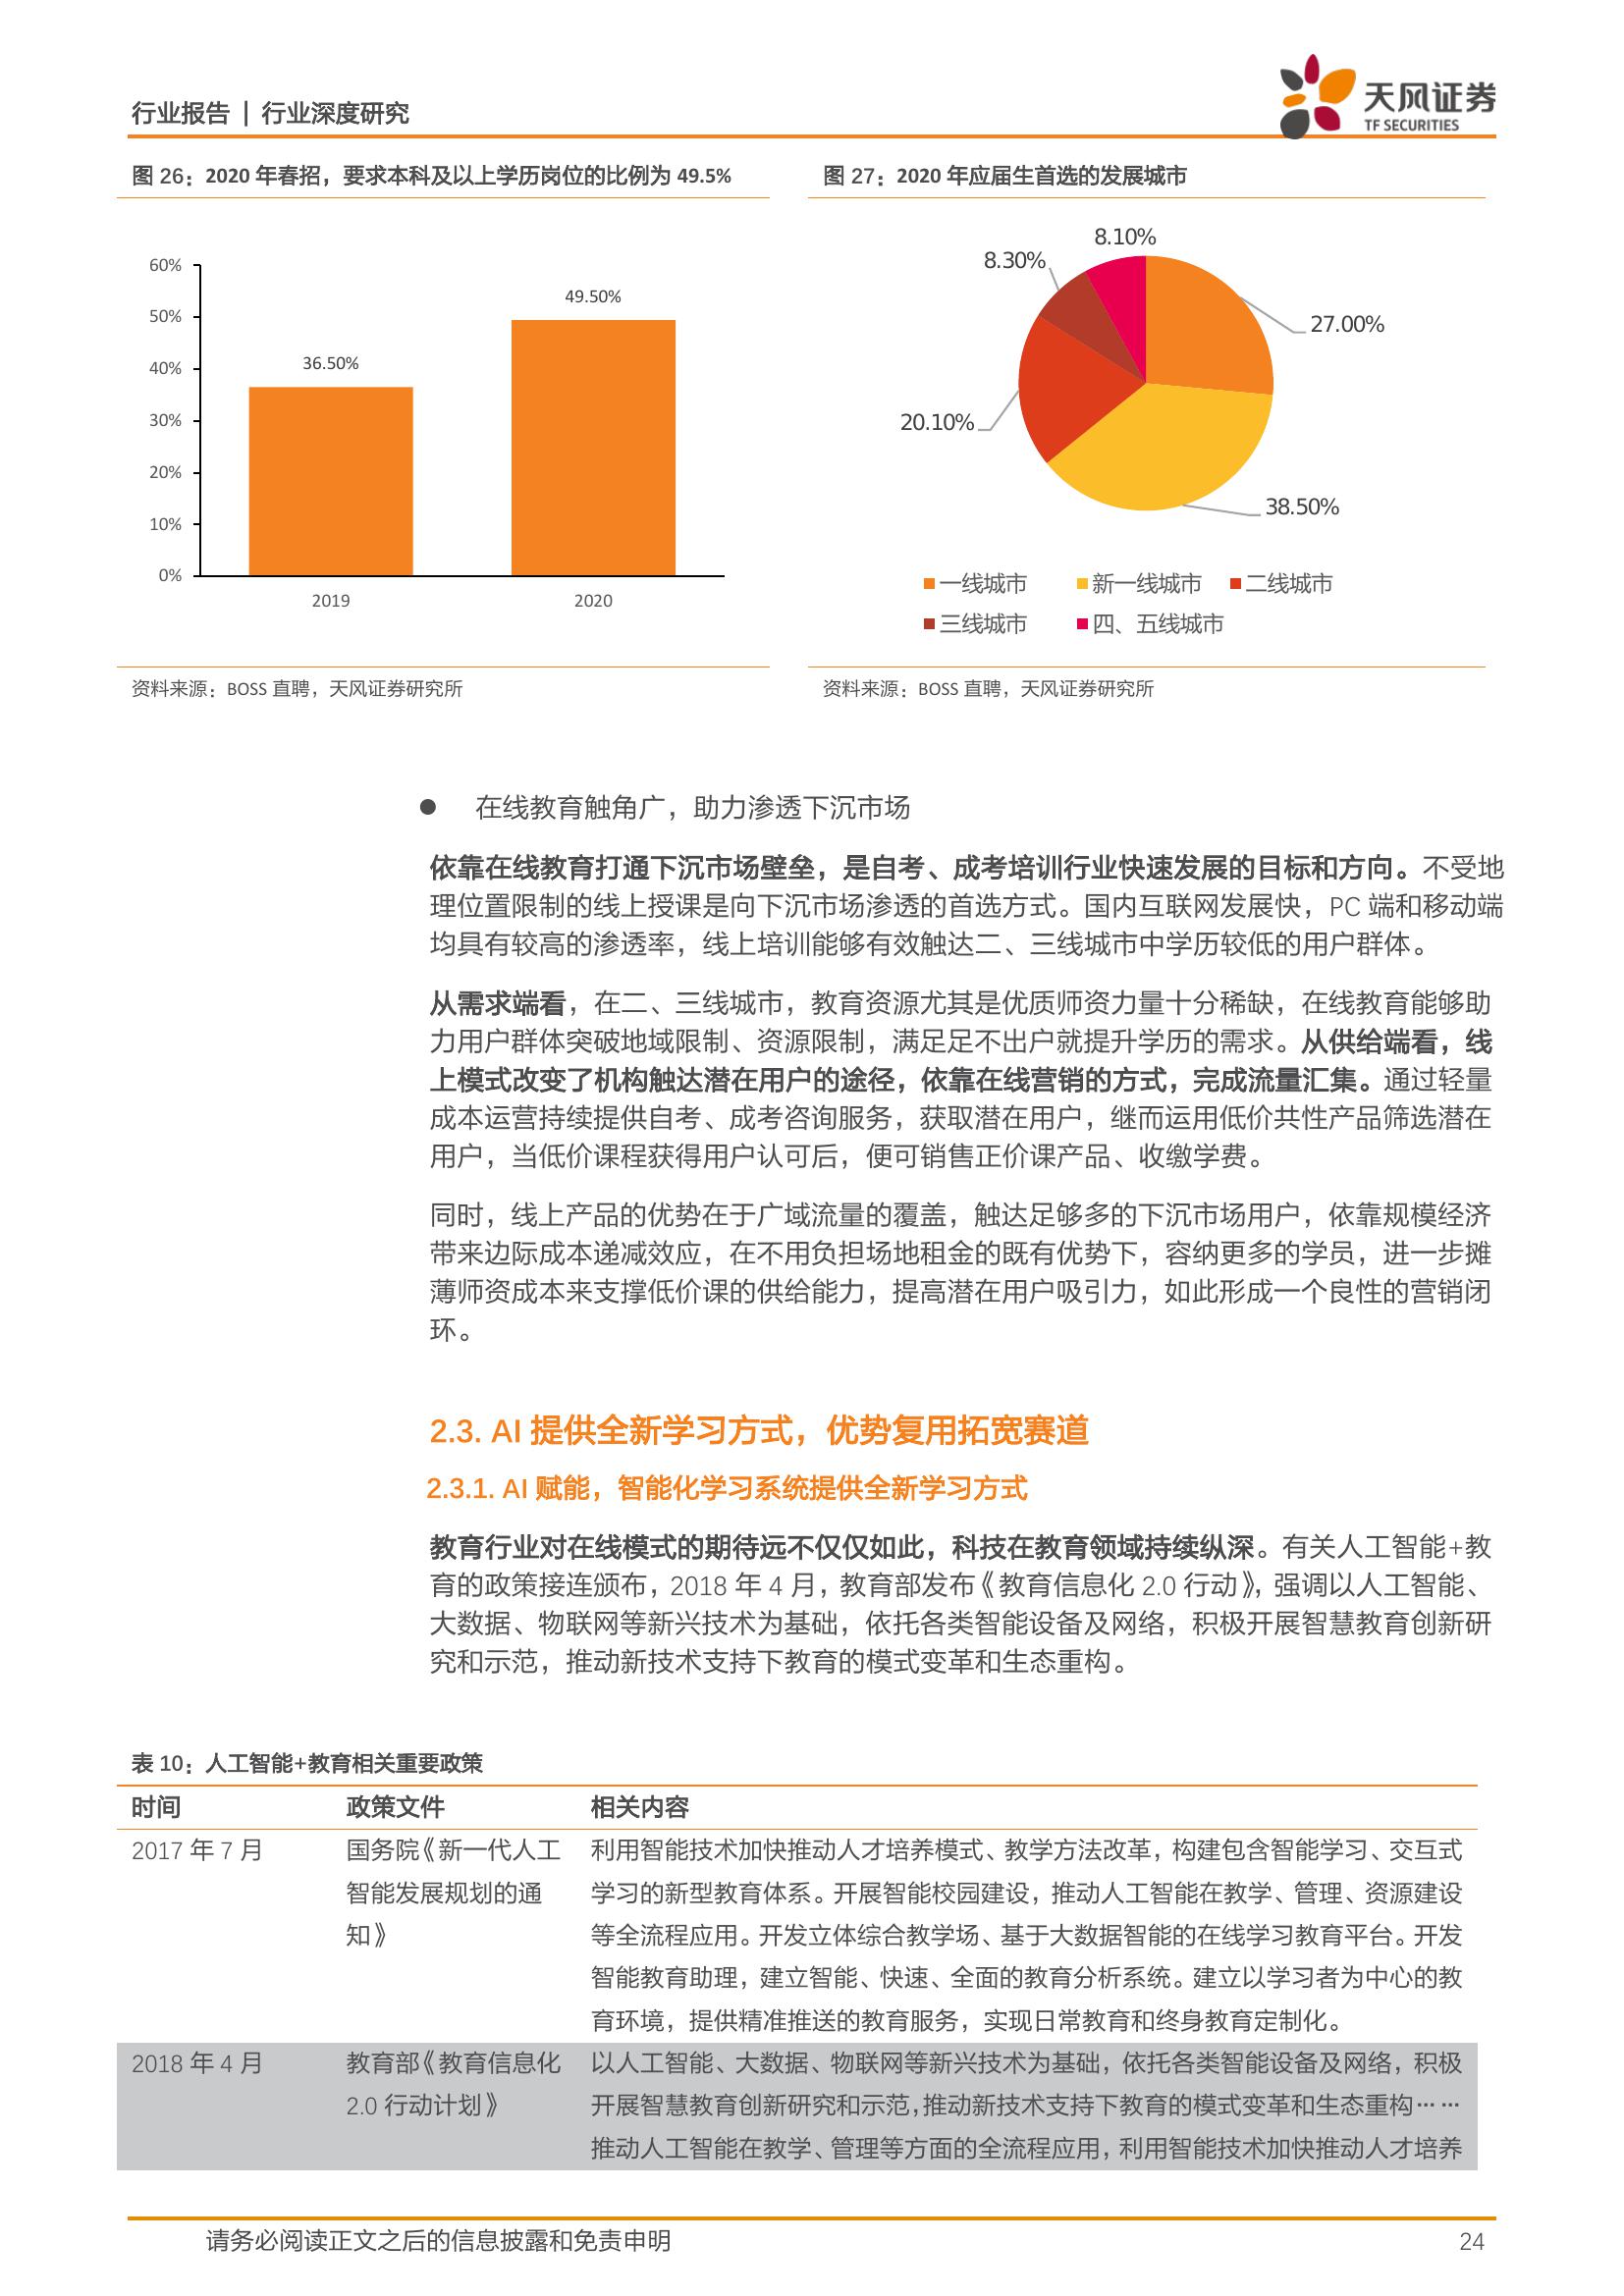 行业报告 | 行业深度研究
天风证券
TF SECURITIES
图 26：2020 年春招，要求本科及以上学历岗位的比例为 49.5%
60%
50%
40%
30%
20%
10%
0%
36.50%
49.50%
2019
2020
资料来源：BOSS 直聘，天风证券研究所
图 27：2020 年应届生首选的发展城市
8.10%
8.30%
27.00%
20.10%
38.50%
一线城市 新一线城市 二线城市
三线城市 四、五线城市
资料来源：BOSS 直聘，天风证券研究所
● 在线教育触角广，助力渗透下沉市场
依靠在线教育打通下沉市场壁垒，是自考、成考培训行业快速发展的目标和方向。不受地
理位置限制的线上授课是向下沉市场渗透的首选方式。国内互联网发展快，PC 端和移动端
均具有较高的渗透率，线上培训能够有效触达二、三线城市中学历较低的用户群体。
从需求端看，在二、三线城市，教育资源尤其是优质师资力量十分稀缺，在线教育能够助
力用户群体突破地域限制、资源限制，满足足不出户就提升学历的需求。从供给端看，线
上模式改变了机构触达潜在用户的途径，依靠在线营销的方式，完成流量汇集。通过轻量
成本运营持续提供自考、成考咨询服务，获取潜在用户，继而运用低价共性产品筛选潜在
用户，当低价课程获得用户认可后，便可销售正价课产品、收缴学费。
同时，线上产品的优势在于广域流量的覆盖，触达足够多的下沉市场用户，依靠规模经济
带来边际成本递减效应，在不用负担场地租金的既有优势下，容纳更多的学员，进一步摊
薄师资成本来支撑低价课的供给能力，提高潜在用户吸引力，如此形成一个良性的营销闭
环。
2.3. AI 提供全新学习方式，优势复用拓宽赛道
2.3.1. AI 赋能，智能化学习系统提供全新学习方式
教育行业对在线模式的期待远不仅仅如此，科技在教育领域持续纵深。有关人工智能+教
育的政策接连颁布，2018 年 4 月，教育部发布《教育信息化 2.0 行动》，强调以人工智能、
大数据、物联网等新兴技术为基础，依托各类智能设备及网络，积极开展智慧教育创新研
究和示范，推动新技术支持下教育的模式变革和生态重构。
表 10：人工智能+教育相关重要政策
时间 政策文件 相关内容
2017 年 7 月 国务院《新一代人工 利用智能技术加快推动人才培养模式、教学方法改革，构建包含智能学习、交互式
智能发展规划的通 学习的新型教育体系。开展智能校园建设，推动人工智能在教学、管理、资源建设
知》 等全流程应用。开发立体综合教学场、基于大数据智能的在线学习教育平台。开发
智能教育助理，建立智能、快速、全面的教育分析系统。建立以学习者为中心的教
育环境，提供精准推送的教育服务，实现日常教育和终身教育定制化。
2018 年 4 月 教育部《教育信息化 以人工智能、大数据、物联网等新兴技术为基础，依托各类智能设备及网络，积极
2.0 行动计划》 开展智慧教育创新研究和示范，推动新技术支持下教育的模式变革和生态重构……
推动人工智能在教学、管理等方面的全流程应用，利用智能技术加快推动人才培养
请务必阅读正文之后的信息披露和免责申明 24